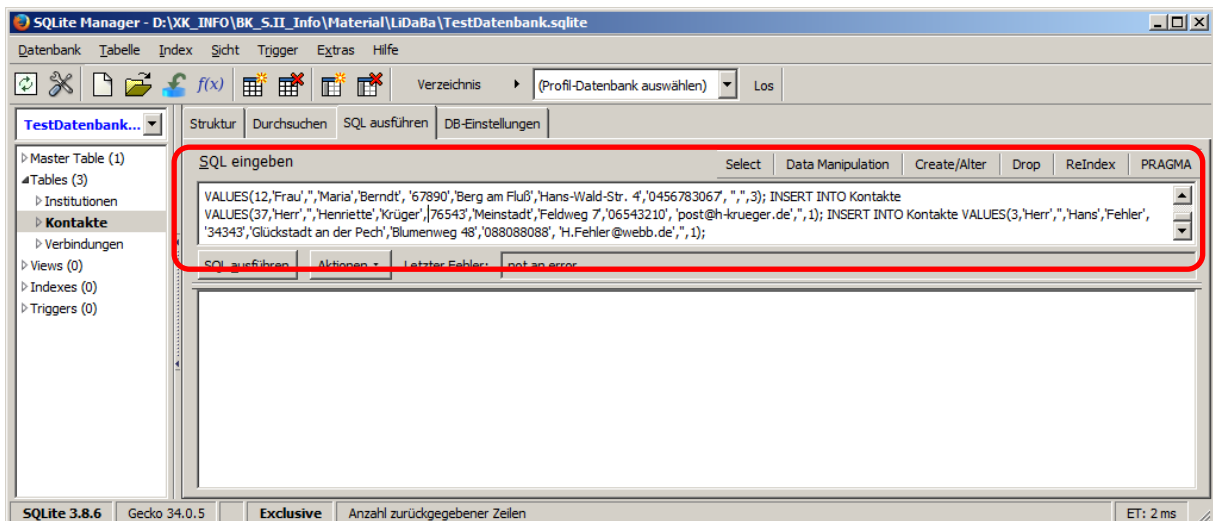 SQLite Manager - D:\XK_INFO\BK_S.II_Info\Material\LiDaBa\TestDatenbank.sqlite
Datenbank Tabelle Index Sicht Trigger Extras Hilfe
f(x) Verzeichnis (Profil-Datenbank auswählen) Los
TestDatenbank... Struktur Durchsuchen SQL ausführen DB-Einstellungen
Master Table (1)
Tables (3)
Institutionen
Kontakte
Verbindungen
Views (0)
Indexes (0)
Triggers (0)
SQL eingeben Select Data Manipulation Create/Alter Drop ReIndex PRAGMA
VALUES(12,'Frau','','Maria','Berndt', '67890','Berg am Fluß','Hans-Wald-Str. 4','0456783067', '','',3); INSERT INTO Kontakte
VALUES(37,'Herr','','Henriette','Krüger',76543','Meinstadt','Feldweg 7','06543210', 'post@h-krueger.de','',1); INSERT INTO Kontakte VALUES(3,'Herr','','Hans','Fehler',
'34343','Glückstadt an der Pech','Blumenweg 48','088088088', 'H.Fehler@webb.de','',1);
SQL ausführen Aktionen Letzter Fehler: not an error
SQLite 3.8.6 Gecko 34.0.5 Exclusive Anzahl zurückgegebener Zeilen ET: 2 ms